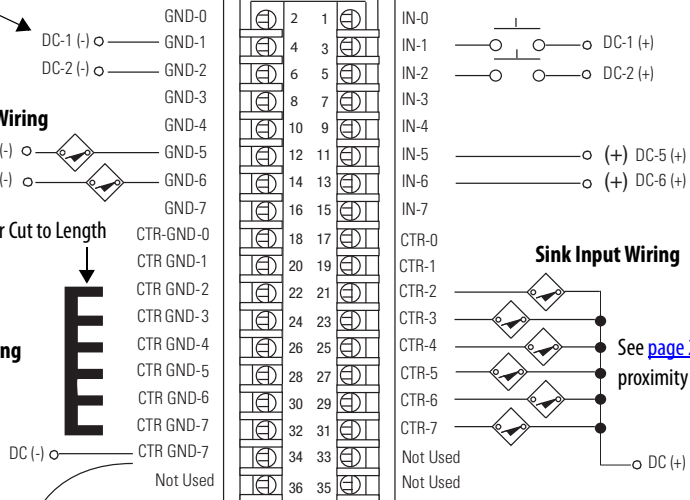 GND-0 2 1 IN-0
DC-1 (-) GND-1 4 3 IN-1 DC-1 (+)
DC-2 (-) GND-2 6 5 IN-2 DC-2 (+)
GND-3 8 7 IN-3
Wiring GND-4 10 9 IN-4
(-) GND-5 12 11 IN-5 (+) DC-5 (+)
(-) GND-6 14 13 IN-6 (+) DC-6 (+)
GND-7 16 15 IN-7
r Cut to Length CTR-GND-0 18 17 CTR-0
Sink Input Wiring
CTR GND-1 20 19 CTR-1
CTR GND-2 22 21 CTR-2
CTR GND-3 24 23 CTR-3
ng CTR GND-4 26 25 CTR-4 See page
CTR GND-5 28 27 CTR-5 proximity
CTR GND-6 30 29 CTR-6
CTR GND-7 32 31 CTR-7
DC (-) CTR GND-7 34 33 Not Used DC (+)
Not Used 36 35 Not Used